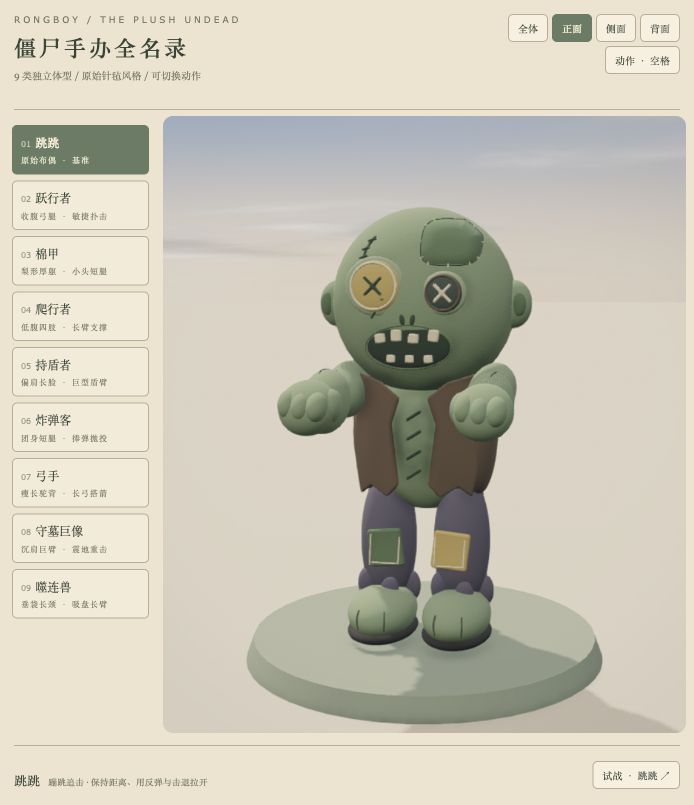 RONGBOY / THE PLUSH UNDEAD
僵尸手办全名录
9 类独立体型 / 原始针毡风格 / 可切换动作
全体
正面
侧面
背面
动作 · 空格
01 跳跳
原始布偶 · 基准
02 跃行者
收腹弓腿 · 敏捷扑击
03 棉甲
梨形厚躯 · 小头短腿
04 爬行者
低腹四肢 · 长臂支撑
05 持盾者
偏肩长脸 · 巨型盾臂
06 炸弹客
团身短腿 · 捧弹抛投
07 弓手
瘦长驼背 · 长弓搭箭
08 守墓巨像
沉肩巨臂 · 震地重击
09 噬连兽
垂袋长颈 · 吸盘长臂
跳跳 蹦跳追击 · 保持距离、用反弹与击退拉开
试战 · 跳跳 ↗